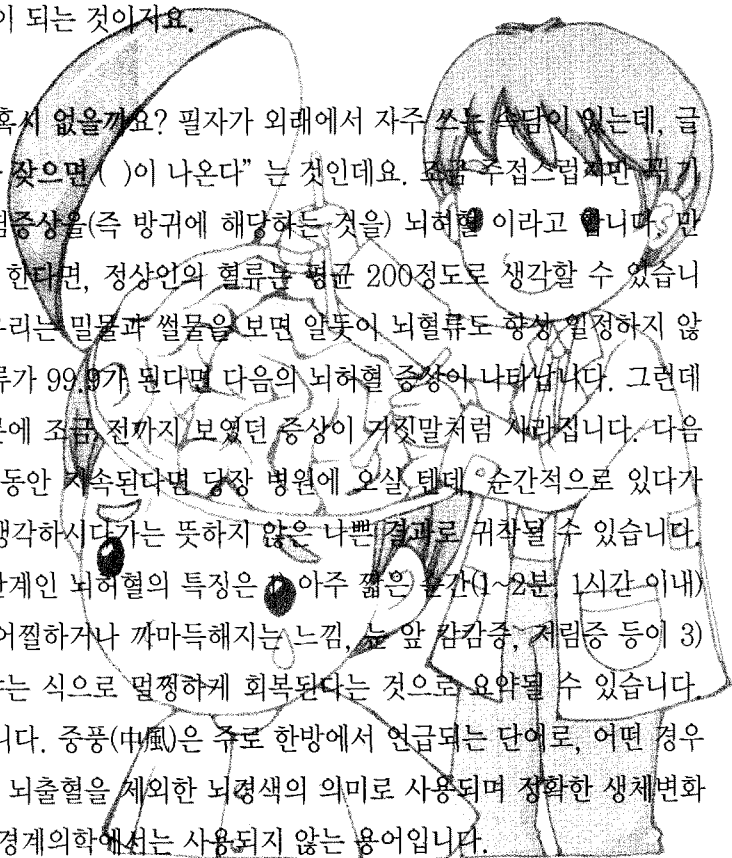 이 되는 것이지요.
혹시 없을까요? 필자가 외래에서 자주 쓰는 속담이 있는데, 글
잦으면 ( )이 나온다” 는 것인데요. 조금 주접스럽지만 꼭 기
험증상을(즉 방귀에 해당하는 것을) 뇌허혈 이라고 합니다. 만
한다면, 정상인의 혈류는 평균 200정도로 생각할 수 있습니
우리는 밀물과 썰물을 보면 알듯이 뇌혈류도 항상 일정하지 않
류가 99.9가 된다면 다음의 뇌허혈 증상이 나타납니다. 그런데
문에 조금 전까지 보였던 증상이 거짓말처럼 사라집니다. 다음
동안 지속된다면 당장 병원에 오실 텐데, 순간적으로 있다가
생각하시다가는 뜻하지 않은 나쁜 결과로 귀착될 수 있습니다.
단계인 뇌허혈의 특징은 1) 아주 짧은 순간(1~2분, 1시간 이내)
어찔하거나 까마득해지는 느낌, 눈 앞 캄캄증, 저림증 등이 3)
는 식으로 멀쩡하게 회복된다는 것으로 요약될 수 있습니다.
니다. 중풍(中風)은 주로 한방에서 언급되는 단어로, 어떤 경우
뇌출혈을 제외한 뇌경색의 의미로 사용되며 정확한 생체변화
경계의학에서는 사용되지 않는 용어입니다.